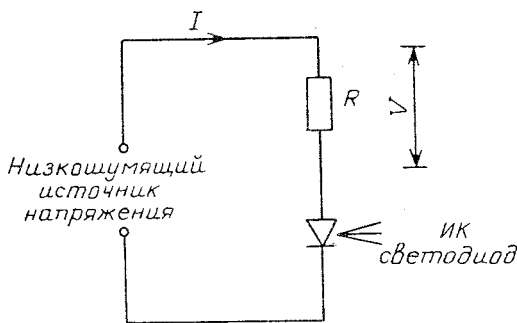 I
R
V
Низкошумящий
источник
напряжения
ИК
светодиод